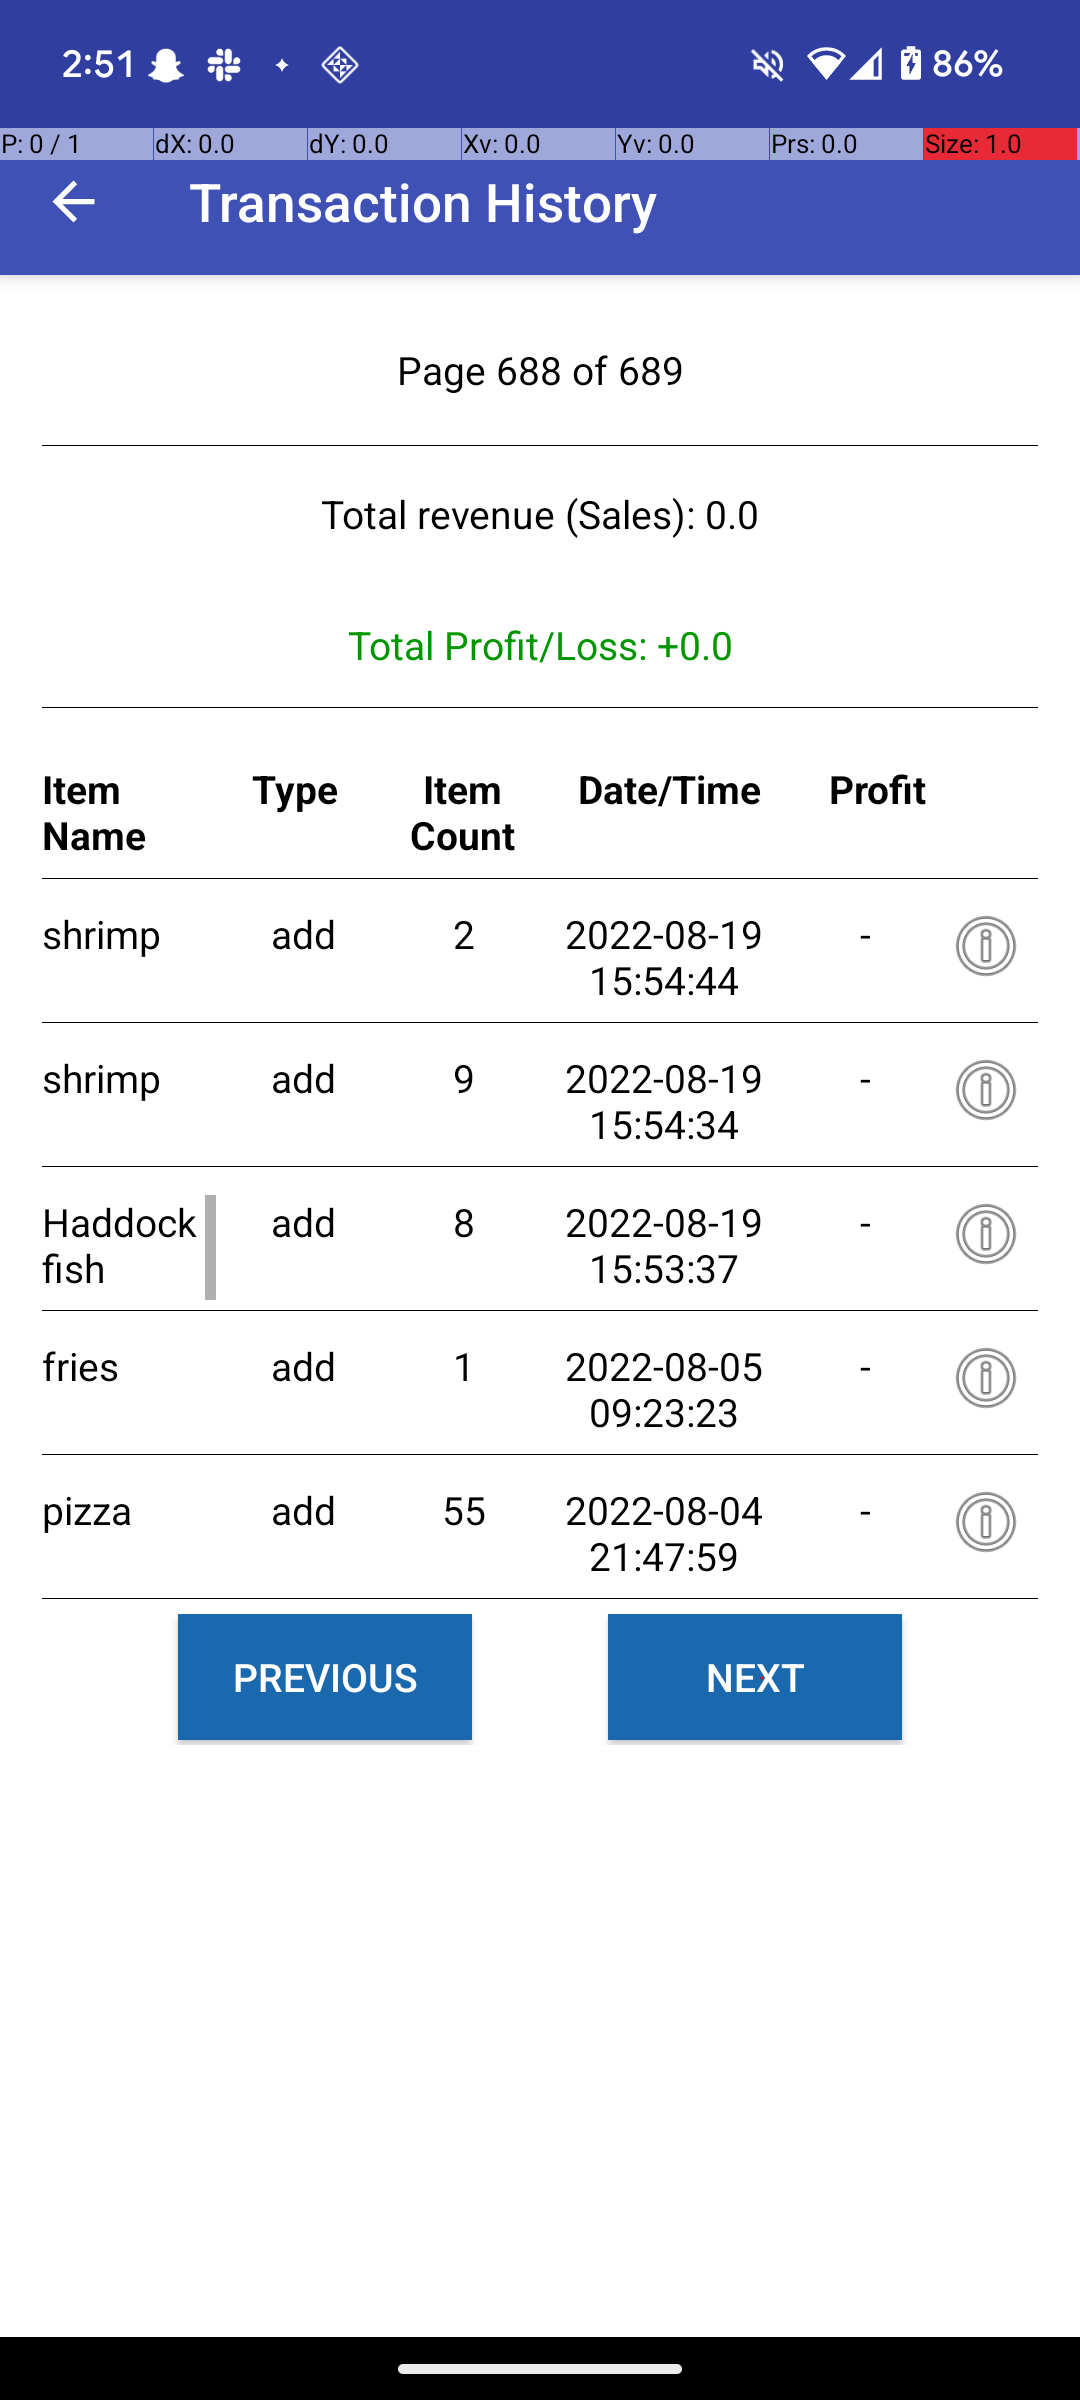 2:51 86%
P: 0 / 1 dX: 0.0 dY: 0.0 Xv: 0.0 Yv: 0.0 Prs: 0.0 Size: 1.0
Transaction History
Page 688 of 689
Total revenue (Sales): 0.0
Total Profit/Loss: +0.0
Item Name Type Item Count Date/Time Profit
shrimp add 2 2022-08-19 15:54:44 -
shrimp add 9 2022-08-19 15:54:34 -
Haddock fish add 8 2022-08-19 15:53:37 -
fries add 1 2022-08-05 09:23:23 -
pizza add 55 2022-08-04 21:47:59 -
PREVIOUS NEXT